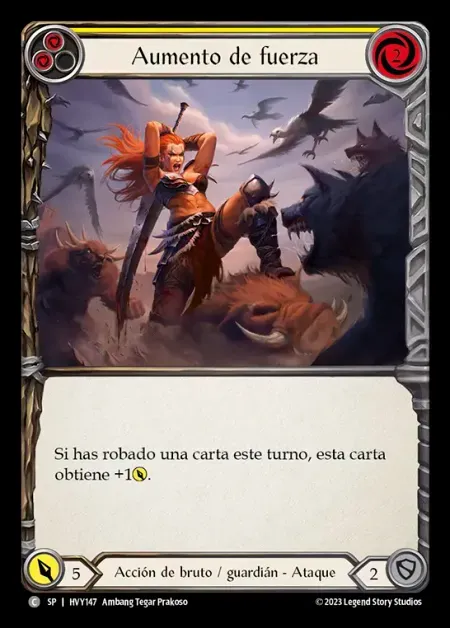 Aumento de fuerza
2
Si has robado una carta este turno, esta carta
obtiene +1.
5 Acción de bruto / guardián - Ataque 2
C SP | HVY147 Ambang Tegar Prakoso © 2023 Legend Story Studios